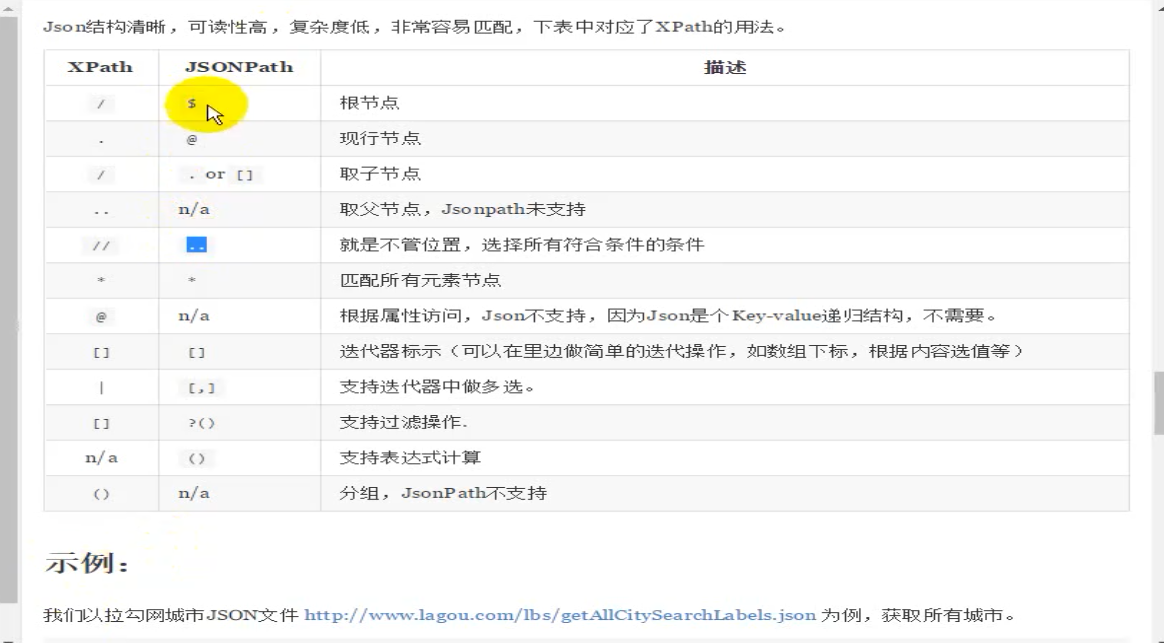 Json结构清晰，可读性高，复杂度低，非常容易匹配，下表中对应了XPath的用法。
XPath JSONPath 描述
/ $ 根节点
. @ 现行节点
/ . or [] 取子节点
.. n/a 取父节点，Jsonpath未支持
// .. 就是不管位置，选择所有符合条件的条件
* * 匹配所有元素节点
@ n/a 根据属性访问，Json不支持，因为Json是个Key-value递归结构，不需要。
[] [] 迭代器标示（可以在里边做简单的迭代操作，如数组下标，根据内容选值等）
| [,] 支持迭代器中做多选。
[] ?() 支持过滤操作.
n/a () 支持表达式计算
() n/a 分组，JsonPath不支持
示例：
我们以拉勾网城市JSON文件 http://www.lagou.com/lbs/getAllCitySearchLabels.json 为例，获取所有城市。